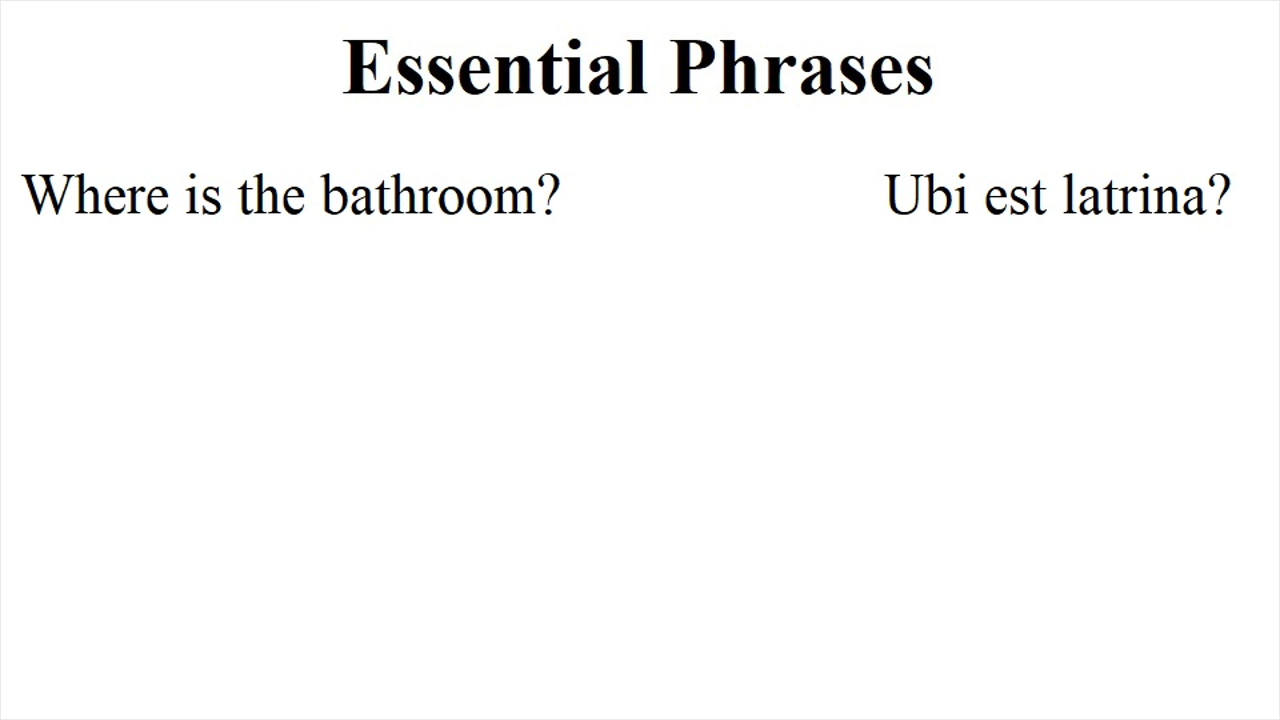 Essential Phrases
Where is the bathroom? Ubi est latrina?